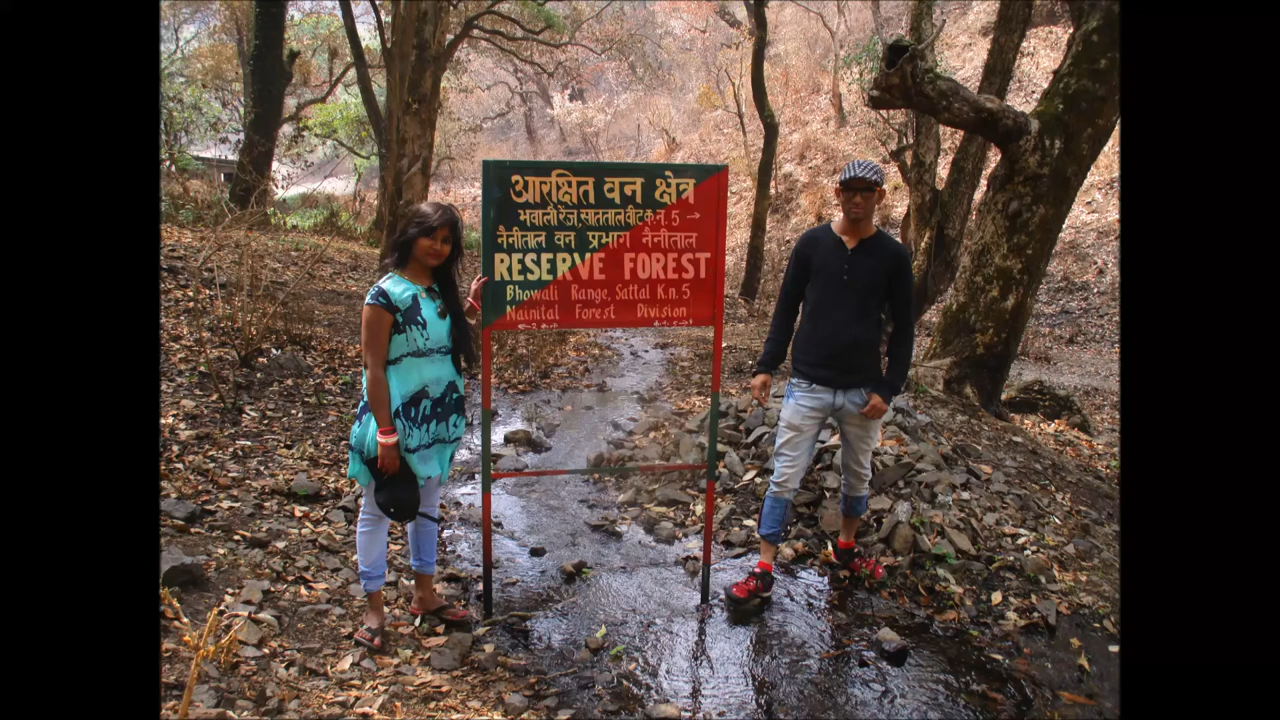 आरक्षित वन क्षेत्र
भवाली रेंज, सातताल वीट क.न. 5 →
नैनीताल वन प्रभाग नैनीताल
RESERVE FOREST
Bhowali Range, Sattal K.n. 5
Nainital Forest Division